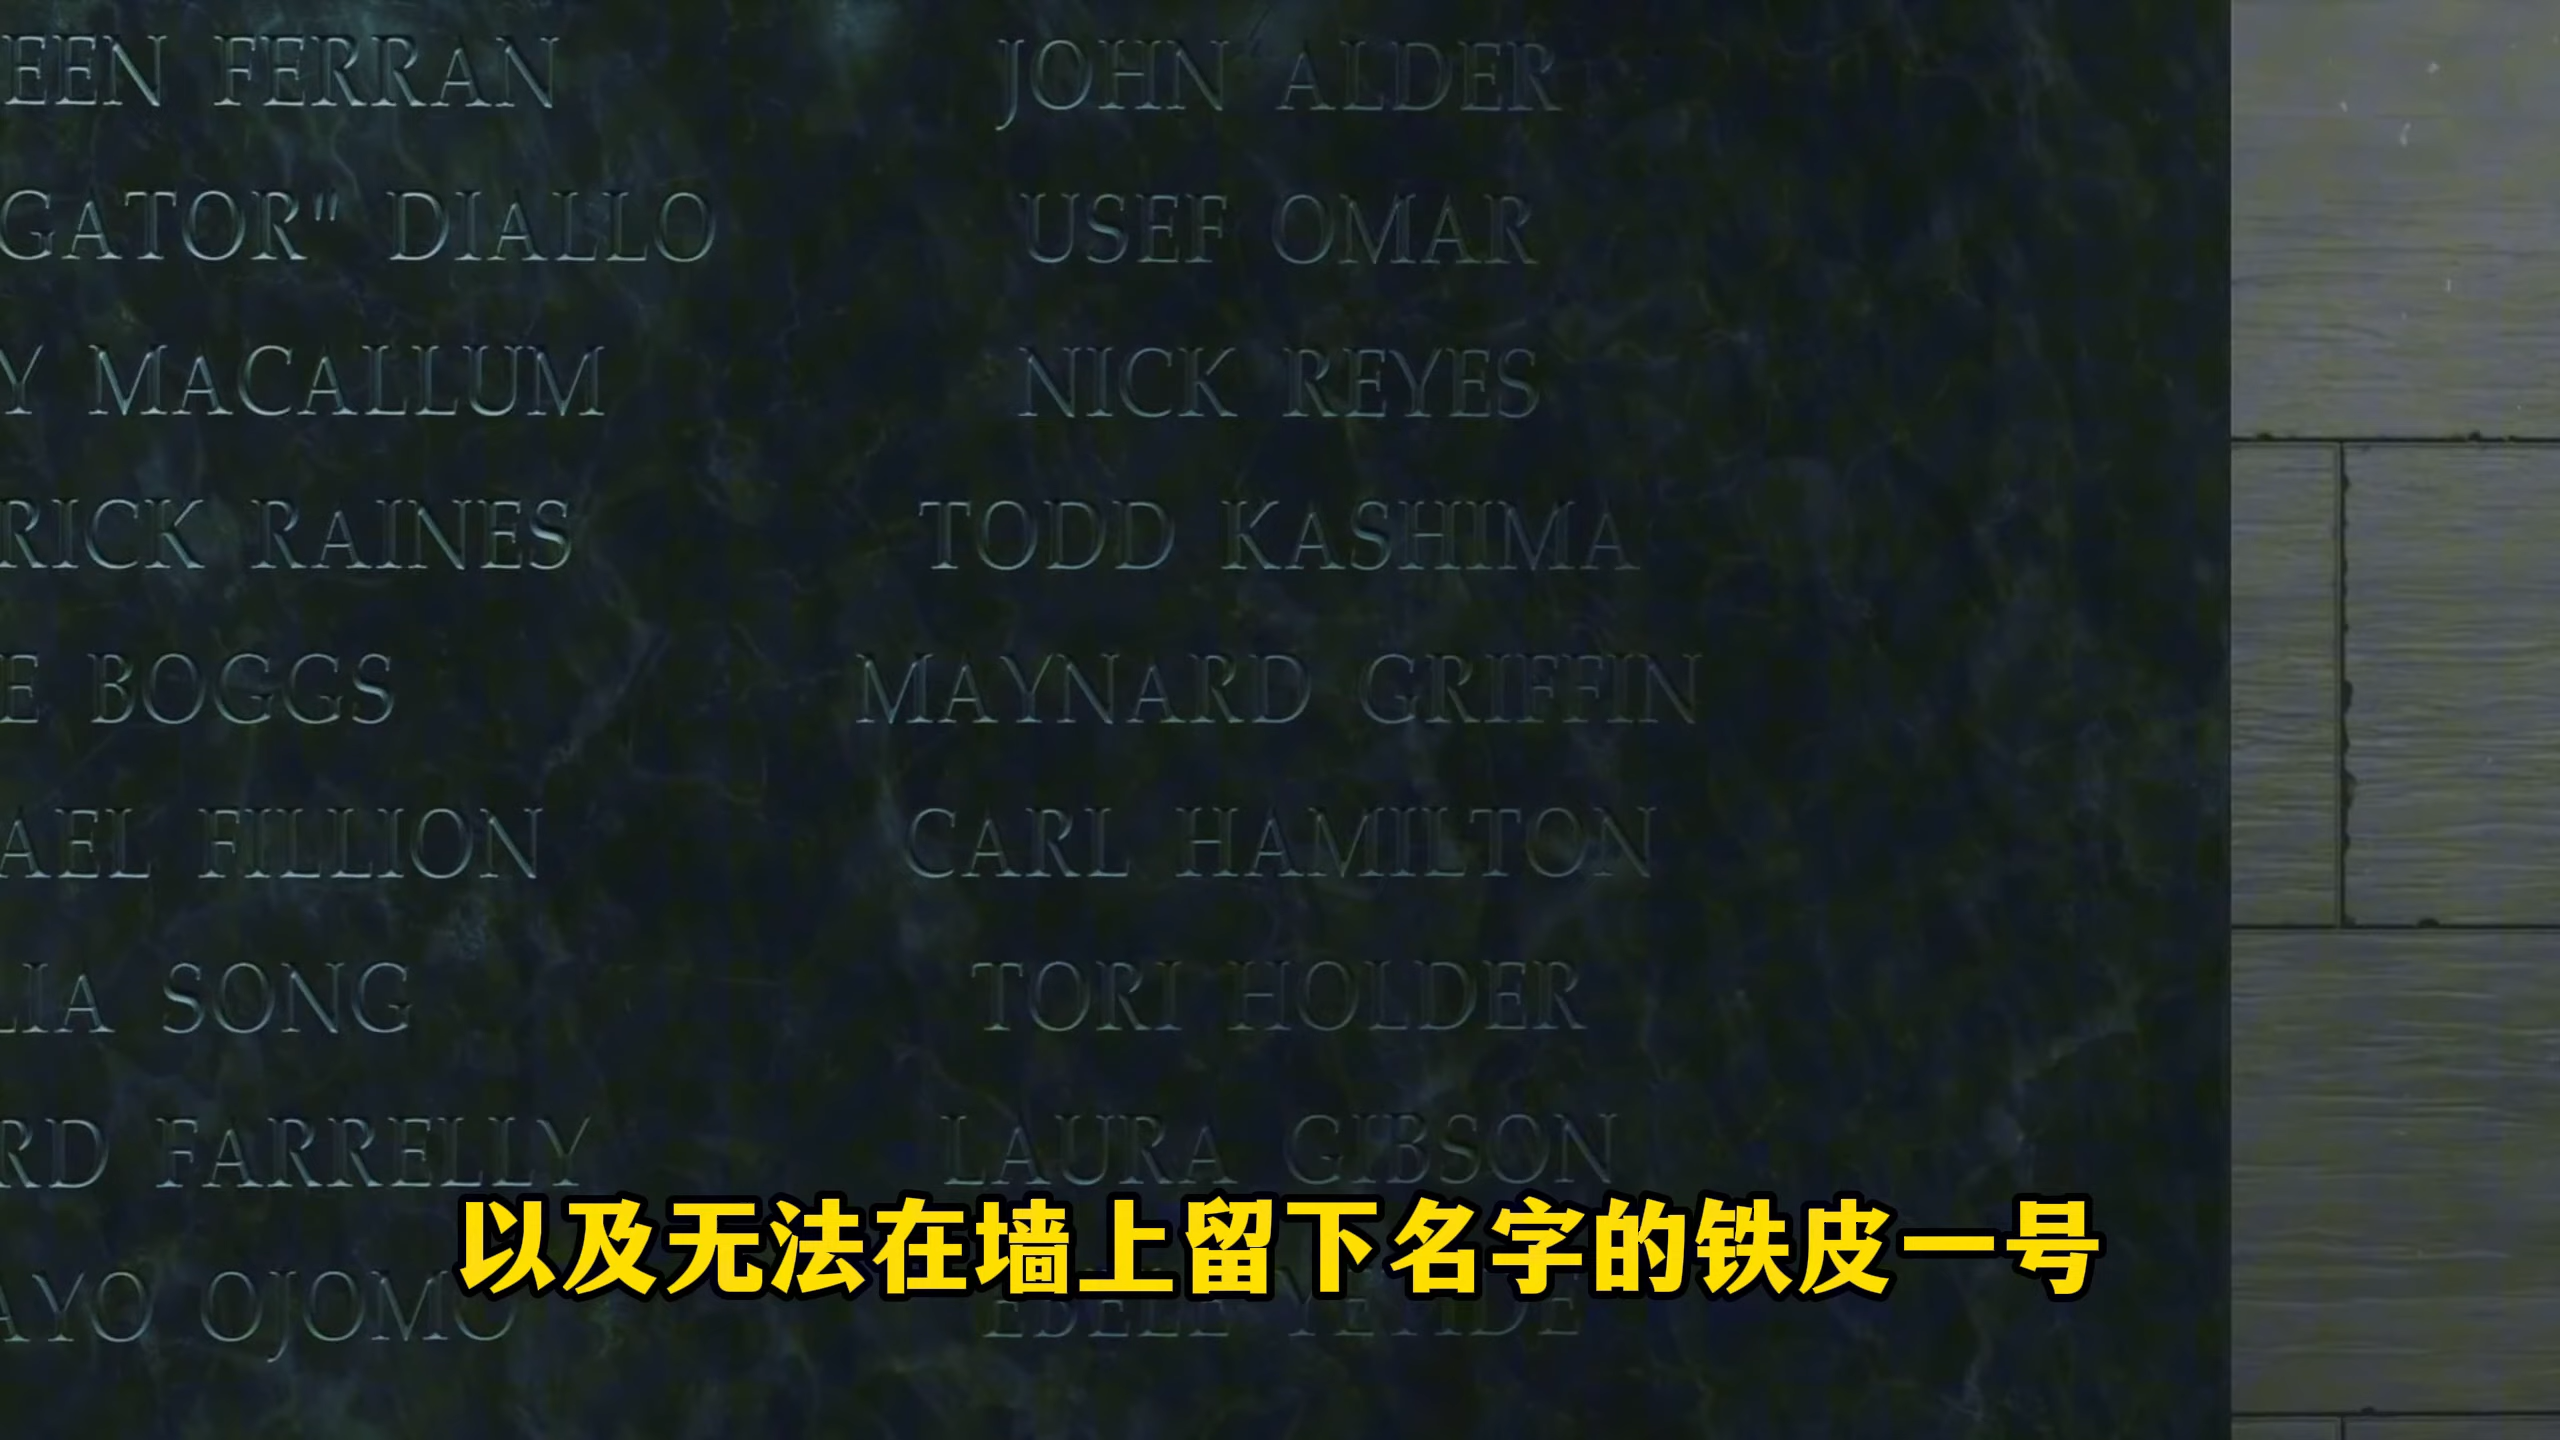 EEN FERRAN
JOHN ALDER
GATOR" DIALLO
USEF OMAR
Y MACALLUM
NICK REYES
RICK RAINES
TODD KASHIMA
E BOGGS
MAYNARD GRIFFIN
AEL FILLION
CARL HAMILTON
LIA SONG
TORI HOLDER
RD FARRELLY
LAURA GIBSON
AYO OJOMO
以及无法在墙上留下名字的铁皮一号